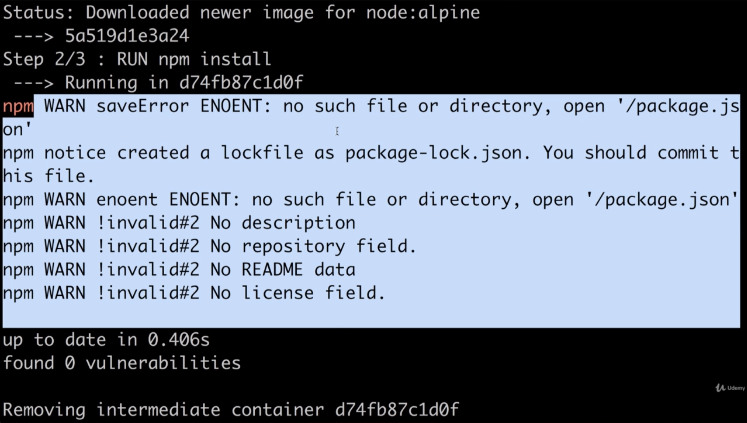 Status: Downloaded newer image for node:alpine
---> 5a519d1e3a24
Step 2/3 : RUN npm install
---> Running in d74fb87c1d0f
npm WARN saveError ENOENT: no such file or directory, open '/package.js
on'
npm notice created a lockfile as package-lock.json. You should commit t
his file.
npm WARN enoent ENOENT: no such file or directory, open '/package.json'
npm WARN !invalid#2 No description
npm WARN !invalid#2 No repository field.
npm WARN !invalid#2 No README data
npm WARN !invalid#2 No license field.
up to date in 0.406s
found 0 vulnerabilities
Udemy
Removing intermediate container d74fb87c1d0f